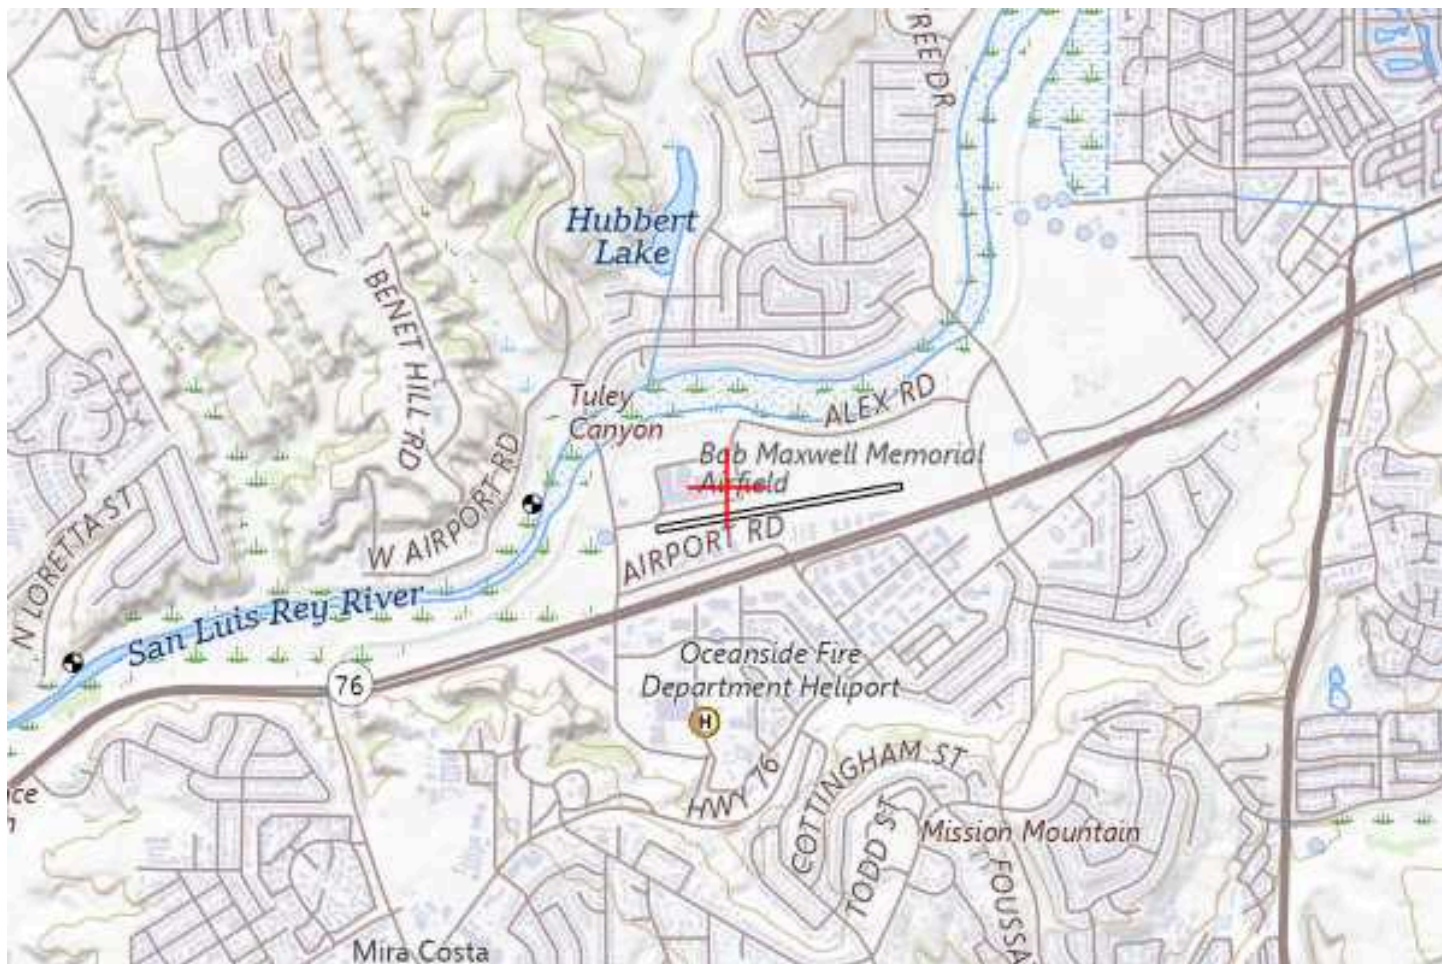 REE DR
Hubbert
Lake
BENET HILL RD
Tuley
Canyon
ALEX RD
Bob Maxwell Memorial
Airfield
W AIRPORT RD
AIRPORT RD
N LORETTA ST
San Luis Rey River
76
Oceanside Fire
Department Heliport
H
HWY 76
COTTINGHAM ST
TODD ST
Mission Mountain
FOUSSA
ce
Mira Costa